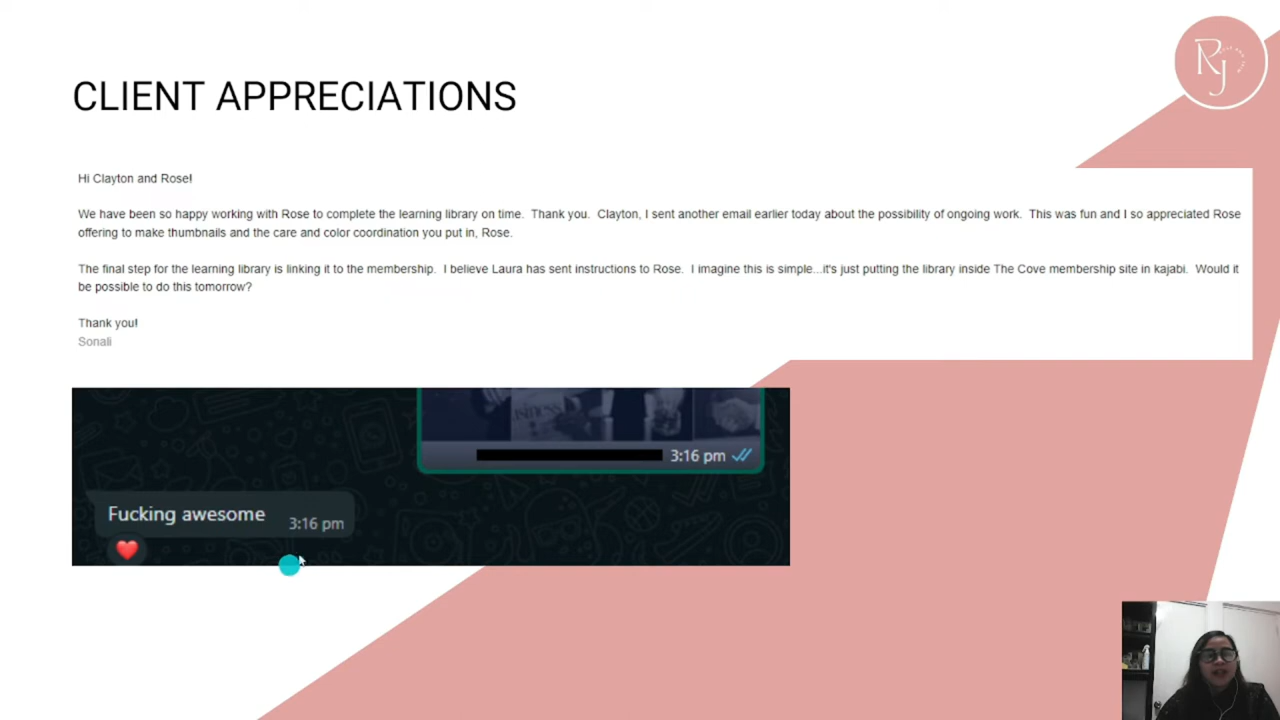 RJ
CLIENT APPRECIATIONS
Hi Clayton and Rose!
We have been so happy working with Rose to complete the learning library on time. Thank you. Clayton, I sent another email earlier today about the possibility of ongoing work. This was fun and I so appreciated Rose
offering to make thumbnails and the care and color coordination you put in, Rose.
The final step for the learning library is linking it to the membership. I believe Laura has sent instructions to Rose. I imagine this is simple...it's just putting the library inside The Cove membership site in kajabi. Would it
be possible to do this tomorrow?
Thank you!
Sonali
3:16 pm
Fucking awesome
3:16 pm